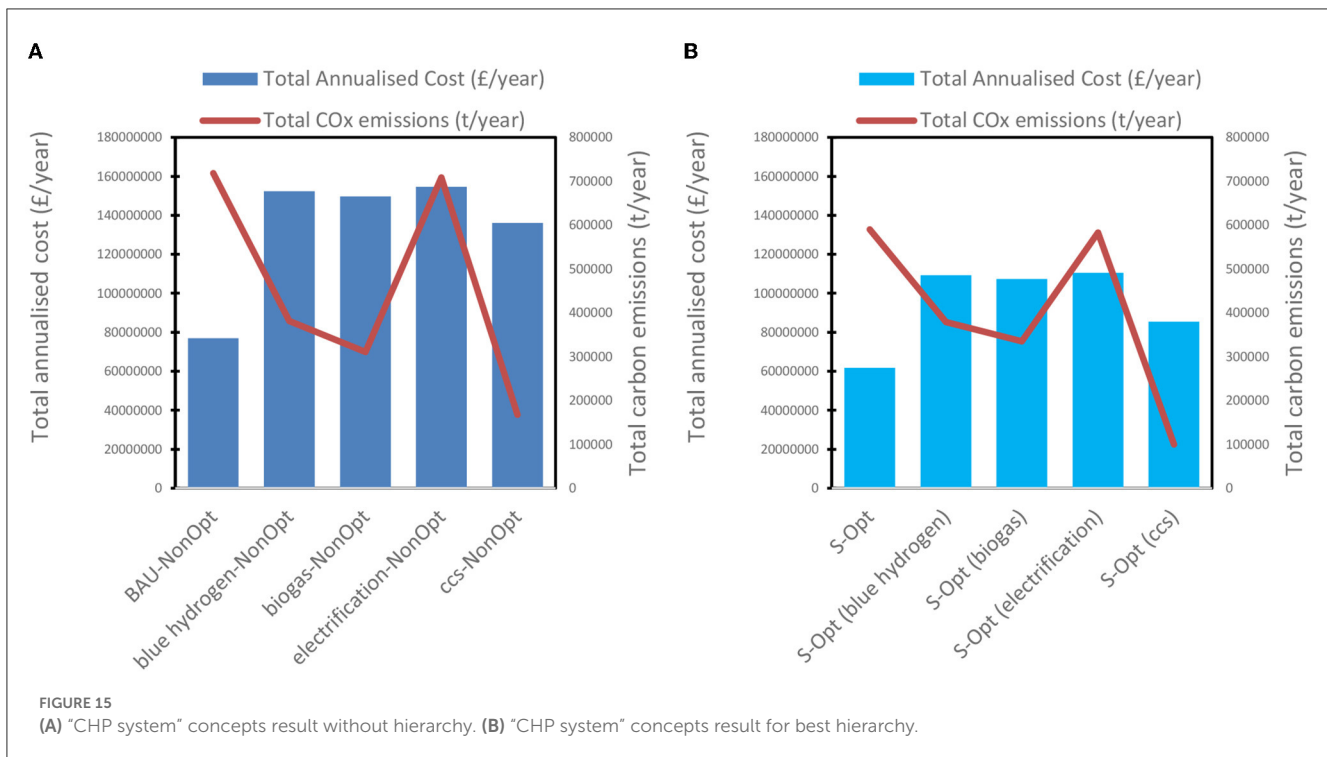 A
Total Annualised Cost (£/year)
Total COx emissions (t/year)
Total annualised cost (£/year)
180000000
160000000
140000000
120000000
100000000
80000000
60000000
40000000
20000000
0
800000
700000
600000
500000
400000
300000
200000
100000
0
Total carbon emissions (t/year)
BAU-NonOpt
blue hydrogen-NonOpt
biogas-NonOpt
electrification-NonOpt
ccs-NonOpt
B
Total Annualised Cost (£/year)
Total COx emissions (t/year)
Total annualised cost (£/year)
180000000
160000000
140000000
120000000
100000000
80000000
60000000
40000000
20000000
0
800000
700000
600000
500000
400000
300000
200000
100000
0
Total carbon emissions (t/year)
S-Opt
S-Opt (blue hydrogen)
S-Opt (biogas)
S-Opt (electrification)
S-Opt (ccs)
FIGURE 15
(A) “CHP system” concepts result without hierarchy. (B) “CHP system” concepts result for best hierarchy.